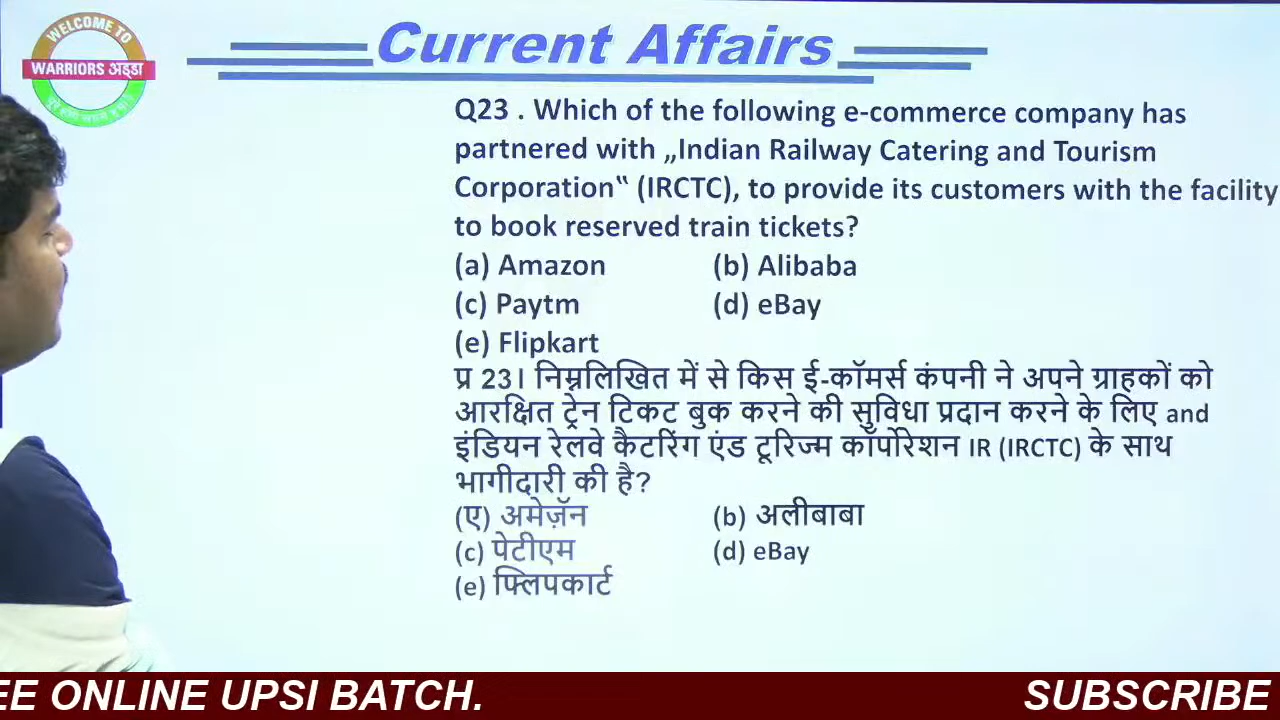 WELCOME TO
WARRIORS अड्डा
Current Affairs
Q23 . Which of the following e-commerce company has
partnered with „Indian Railway Catering and Tourism
Corporation‟ (IRCTC), to provide its customers with the facility
to book reserved train tickets?
(a) Amazon (b) Alibaba
(c) Paytm (d) eBay
(e) Flipkart
प्र 23। निम्नलिखित में से किस ई-कॉमर्स कंपनी ने अपने ग्राहकों को
आरक्षित ट्रेन टिकट बुक करने की सुविधा प्रदान करने के लिए and
इंडियन रेलवे कैटरिंग एंड टूरिज्म कॉर्पोरेशन IR (IRCTC) के साथ
भागीदारी की है?
(ए) अमेज़ॅन (b) अलीबाबा
(c) पेटीएम (d) eBay
(e) फ्लिपकार्ट
EE ONLINE UPSI BATCH. SUBSCRIBE